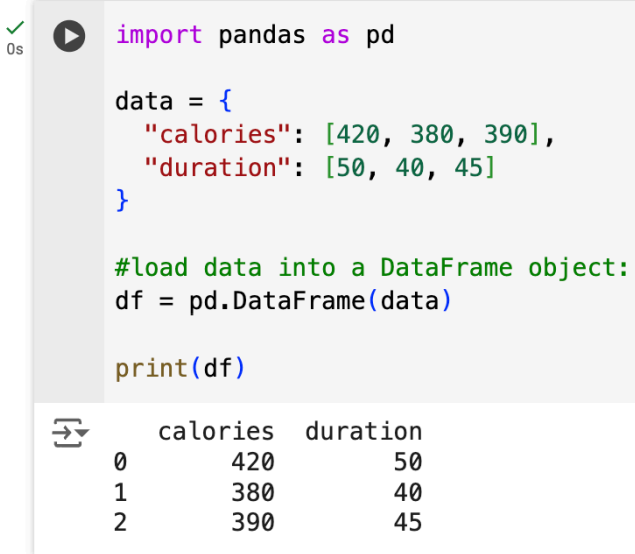 import pandas as pd
0s
data = {
  "calories": [420, 380, 390],
  "duration": [50, 40, 45]
}
#load data into a DataFrame object:
df = pd.DataFrame(data)
print(df)
   calories  duration
0       420        50
1       380        40
2       390        45